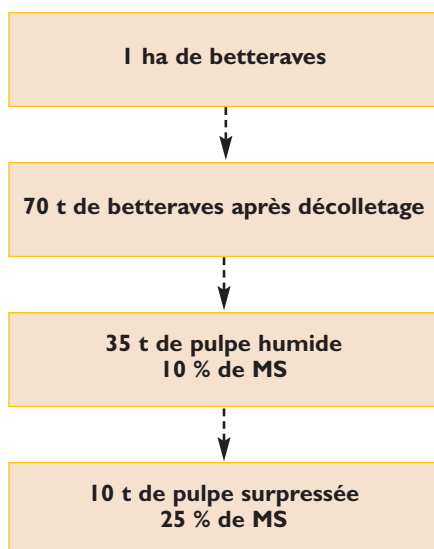 1 ha de betteraves
70 t de betteraves après décolletage
35 t de pulpe humide
10 % de MS
10 t de pulpe surpressée
25 % de MS